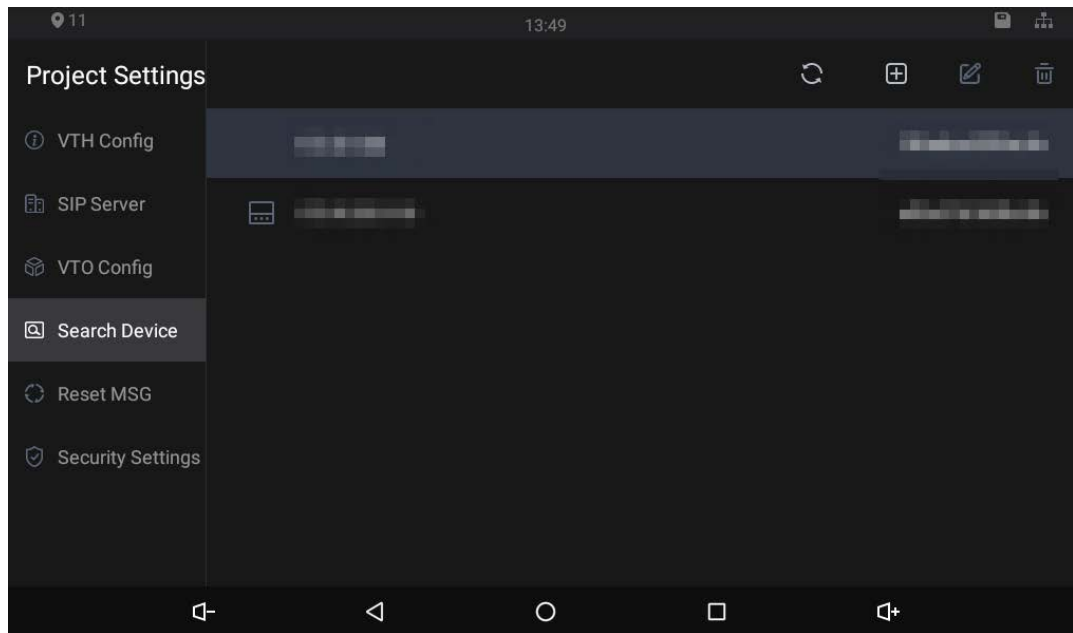 11
13:49
Project Settings
VTH Config
SIP Server
VTO Config
Search Device
Reset MSG
Security Settings